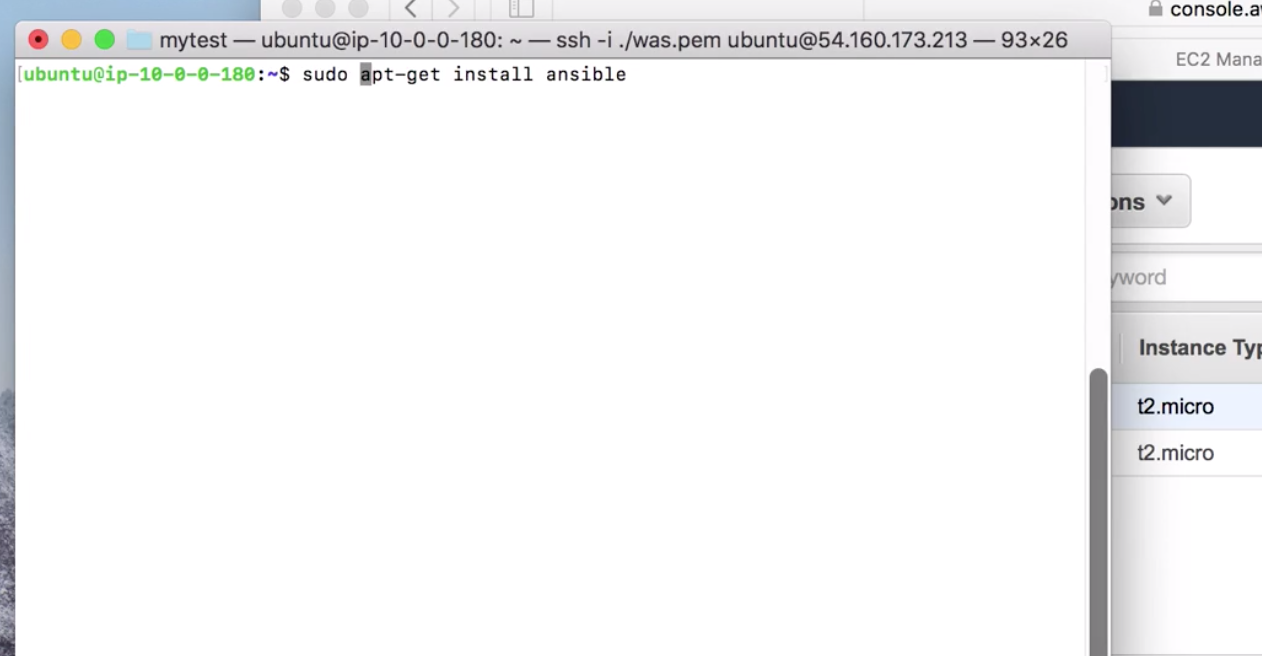 console.a
mytest — ubuntu@ip-10-0-0-180: ~ — ssh -i ./was.pem ubuntu@54.160.173.213 — 93×26
EC2 Mana
[ubuntu@ip-10-0-0-180:~$ sudo apt-get install ansible ]
ons
yword
Instance Typ
t2.micro
t2.micro